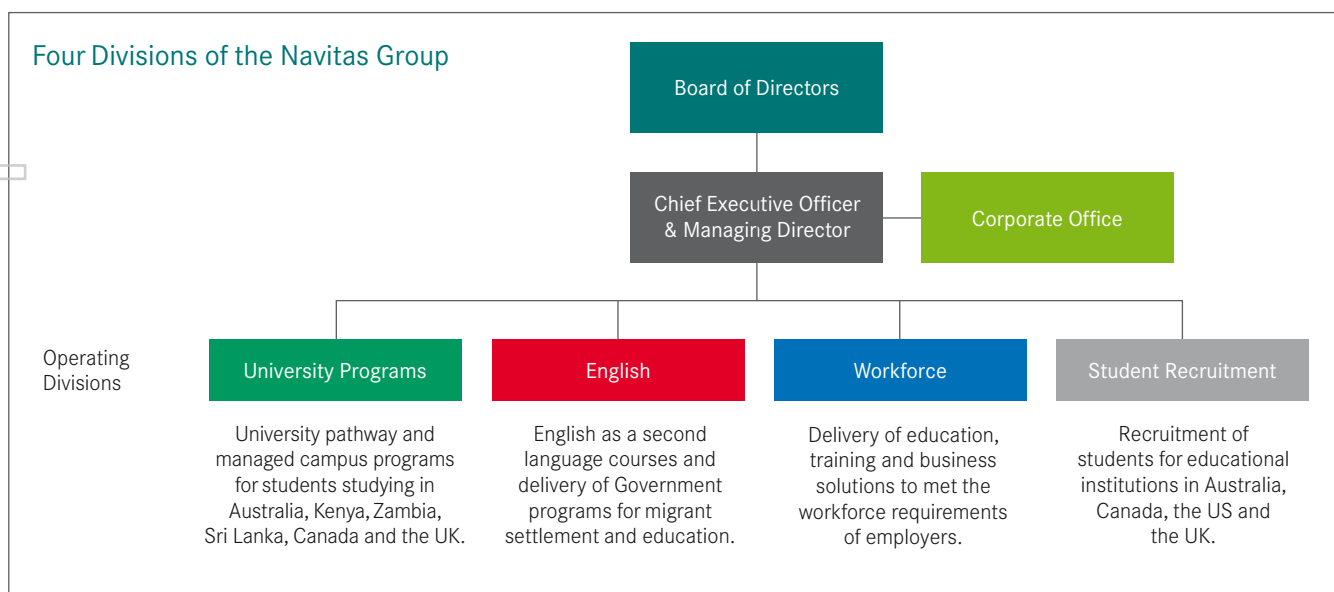 Four Divisions of the Navitas Group
Board of Directors
Chief Executive Officer
& Managing Director
Corporate Office
Operating
Divisions
University Programs
English
Workforce
Student Recruitment
University pathway and
managed campus programs
for students studying in
Australia, Kenya, Zambia,
Sri Lanka, Canada and the UK.
English as a second
language courses and
delivery of Government
programs for migrant
settlement and education.
Delivery of education,
training and business
solutions to met the
workforce requirements
of employers.
Recruitment of
students for educational
institutions in Australia,
Canada, the US and
the UK.